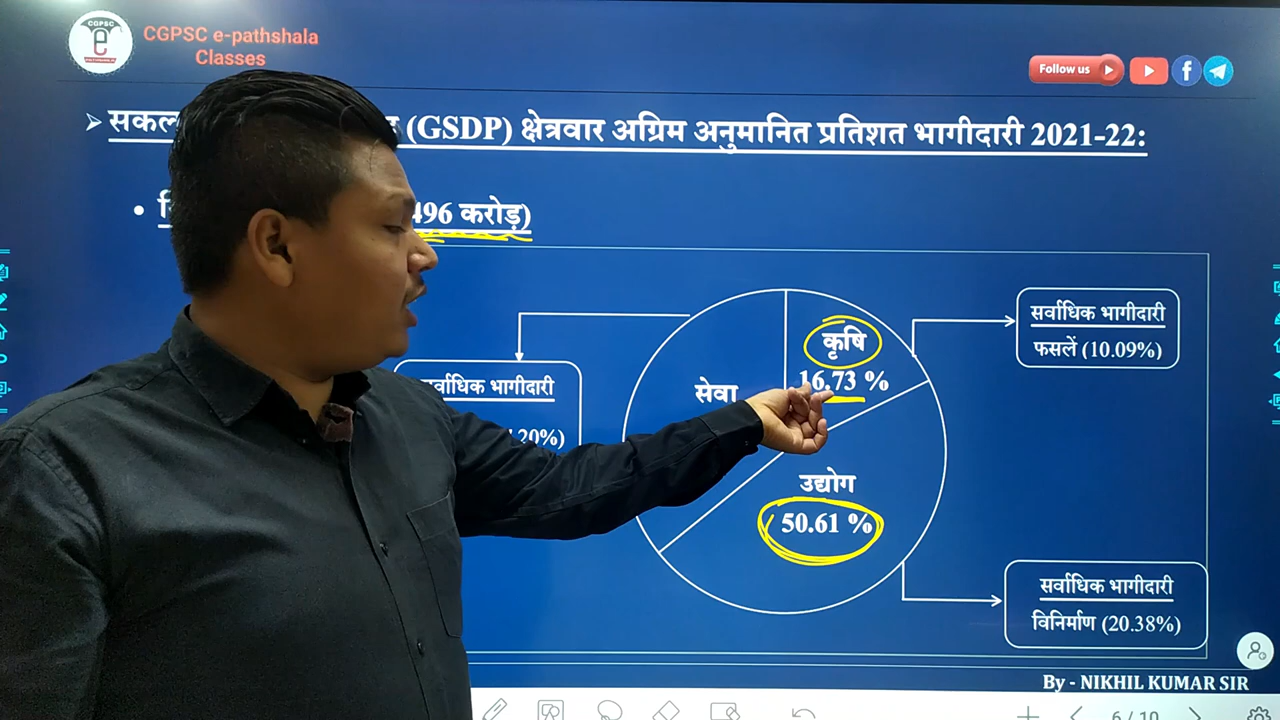 CGPSC
e
CGPSC e-pathshala
Classes
Follow us
(GSDP) क्षेत्रवार अग्रिम अनुमानित प्रतिशत भागीदारी 2021-22:
496 करोड़)
सर्वाधिक भागीदारी
फसलें (10.09%)
कृषि
16.73 %
सेवा
सर्वाधिक भागीदारी
.20%)
उद्योग
50.61 %
सर्वाधिक भागीदारी
विनिर्माण (20.38%)
By - NIKHIL KUMAR SIR
6 / 10